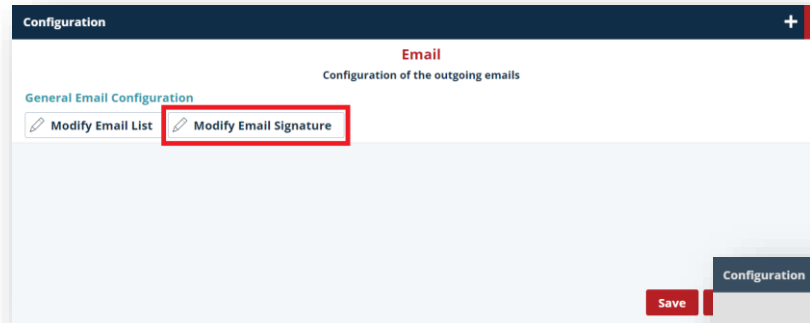 Configuration
Email
Configuration of the outgoing emails
General Email Configuration
Modify Email List
Modify Email Signature
Configuration
Save